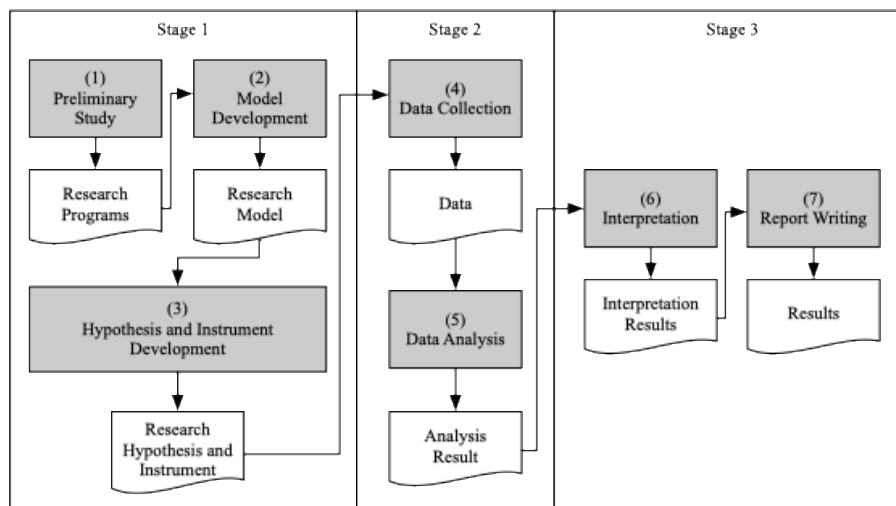 Stage 1
(1)
Preliminary
Study
Research
Programs
(2)
Model
Development
Research
Model
(3)
Hypothesis and Instrument
Development
Research
Hypothesis and
Instrument
Stage 2
(4)
Data Collection
Data
(5)
Data Analysis
Analysis
Result
Stage 3
(6)
Interpretation
Interpretation
Results
(7)
Report Writing
Results